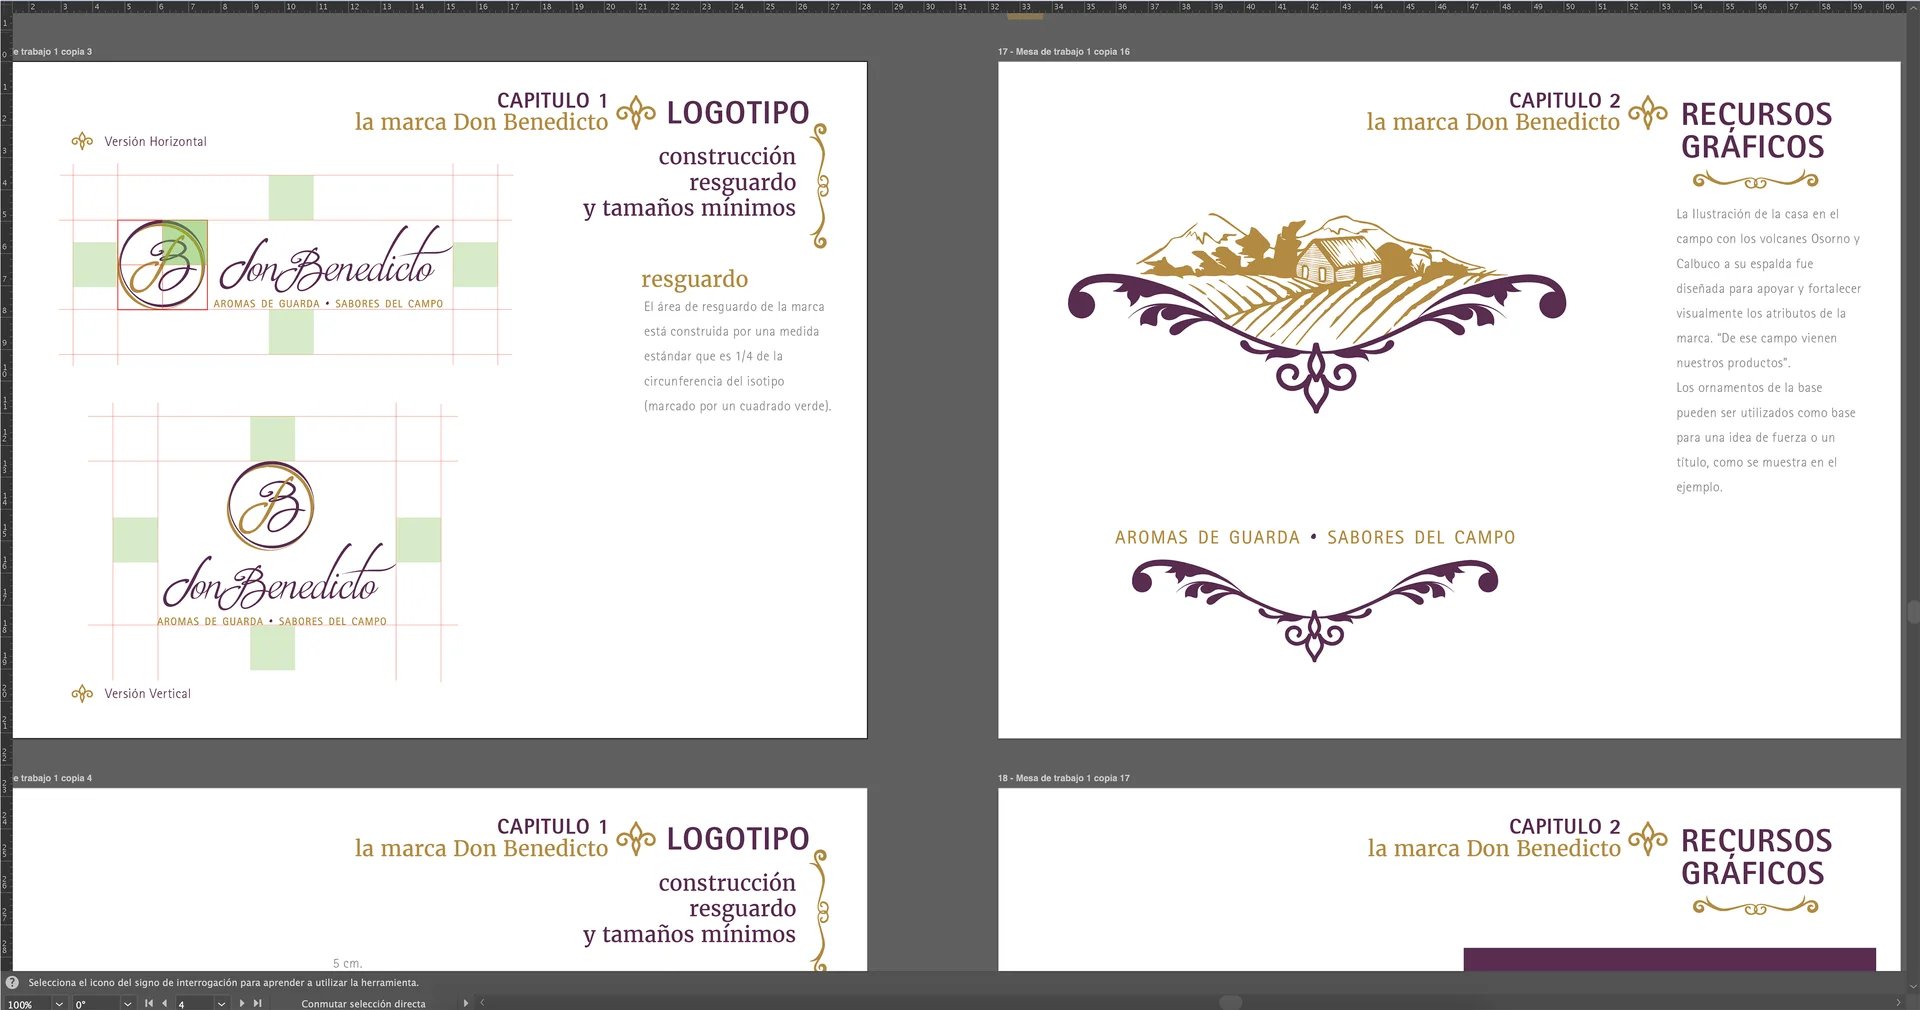 e trabajo 1 copia 3
CAPITULO 1
la marca Don Benedicto
LOGOTIPO
construcción
resguardo
y tamaños mínimos
Versión Horizontal
B
don Benedicto
AROMAS DE GUARDA • SABORES DEL CAMPO
resguardo
El área de resguardo de la marca
está construida por una medida
estándar que es 1/4 de la
circunferencia del isotipo
(marcado por un cuadrado verde).
B
don Benedicto
AROMAS DE GUARDA • SABORES DEL CAMPO
Versión Vertical
17 - Mesa de trabajo 1 copia 16
CAPITULO 2
la marca Don Benedicto
RECURSOS
GRÁFICOS
La Ilustración de la casa en el
campo con los volcanes Osorno y
Calbuco a su espalda fue
diseñada para apoyar y fortalecer
visualmente los atributos de la
marca. “De ese campo vienen
nuestros productos”.
Los ornamentos de la base
pueden ser utilizados como base
para una idea de fuerza o un
título, como se muestra en el
ejemplo.
AROMAS DE GUARDA • SABORES DEL CAMPO
e trabajo 1 copia 4
CAPITULO 1
la marca Don Benedicto
LOGOTIPO
construcción
resguardo
y tamaños mínimos
5 cm.
18 - Mesa de trabajo 1 copia 17
CAPITULO 2
la marca Don Benedicto
RECURSOS
GRÁFICOS
Selecciona el icono del signo de interrogación para aprender a utilizar la herramienta.
100% 0° 4 Conmutar selección directa